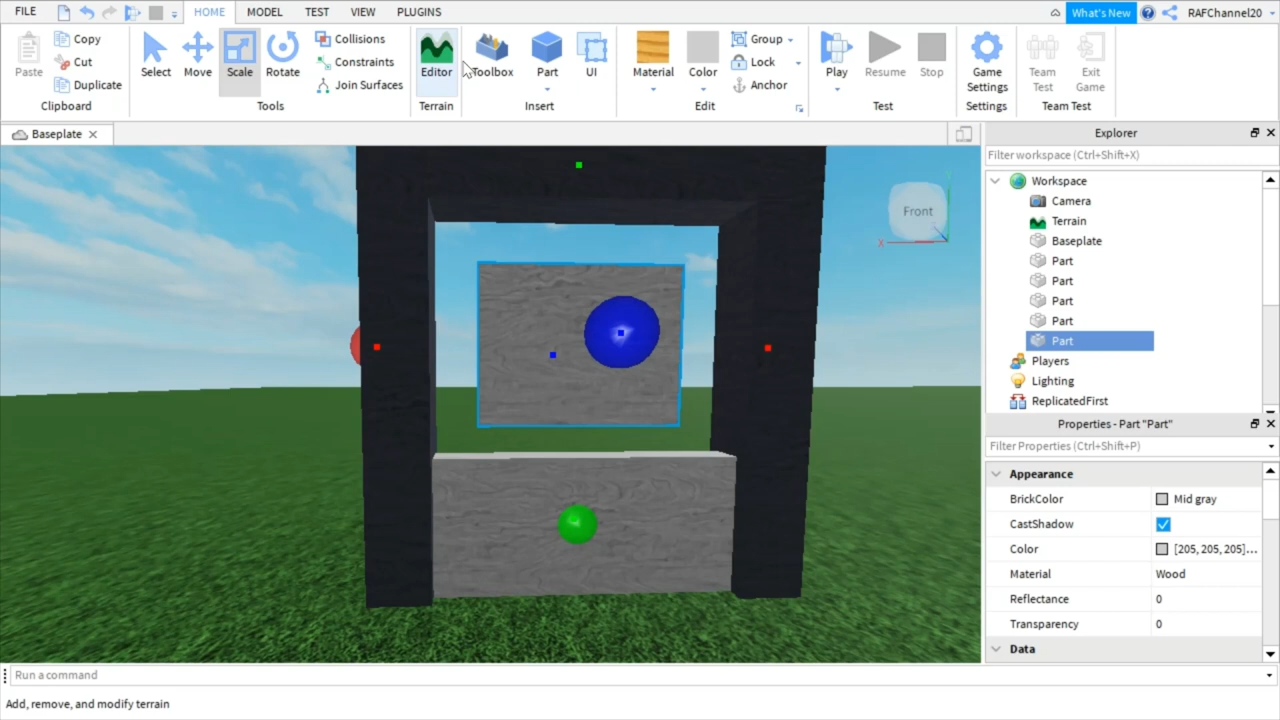 FILE HOME MODEL TEST VIEW PLUGINS What's New RAFChannel20
Paste Copy Cut Duplicate Select Move Scale Rotate Collisions Constraints Join Surfaces Editor Toolbox Part UI Material Color Group Lock Anchor Play Resume Stop Game Settings Team Test Exit Game
Clipboard Tools Terrain Insert Edit Test Settings Team Test
Baseplate
Explorer
Filter workspace (Ctrl+Shift+X)
Workspace
Camera
Terrain
Baseplate
Part
Part
Part
Part
Part
Players
Lighting
ReplicatedFirst
Front
X
Y
Properties - Part "Part"
Filter Properties (Ctrl+Shift+P)
Appearance
BrickColor Mid gray
CastShadow
Color [205, 205, 205]...
Material Wood
Reflectance 0
Transparency 0
Data
Run a command
Add, remove, and modify terrain